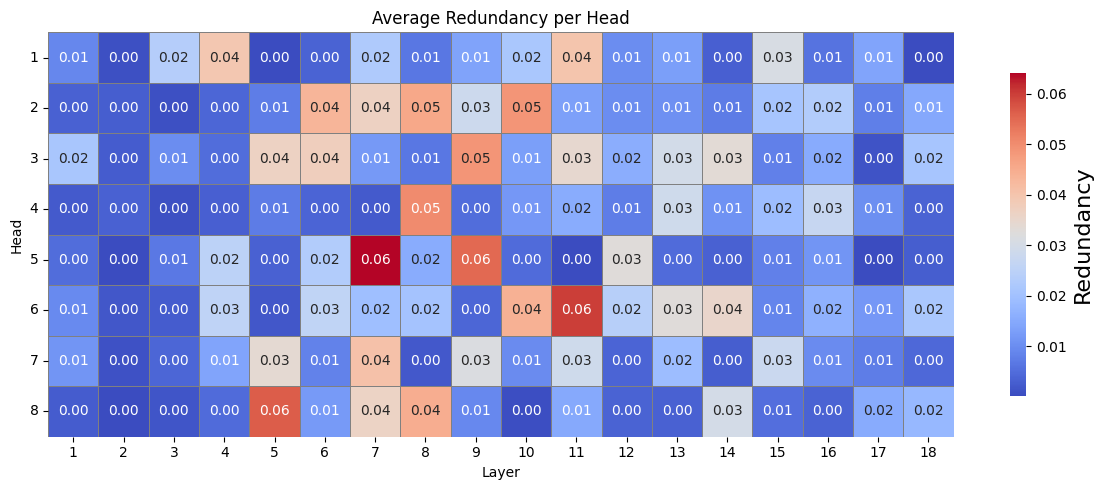 Average Redundancy per Head
1 0.01 0.00 0.02 0.04 0.00 0.00 0.02 0.01 0.01 0.02 0.04 0.01 0.01 0.00 0.03 0.01 0.01 0.00
2 0.00 0.00 0.00 0.00 0.01 0.04 0.04 0.05 0.03 0.05 0.01 0.01 0.01 0.01 0.02 0.02 0.01 0.01
3 0.02 0.00 0.01 0.00 0.04 0.04 0.01 0.01 0.05 0.01 0.03 0.02 0.03 0.03 0.01 0.02 0.00 0.02
4 0.00 0.00 0.00 0.00 0.01 0.00 0.00 0.05 0.00 0.01 0.02 0.01 0.03 0.01 0.02 0.03 0.01 0.00
5 0.00 0.00 0.01 0.02 0.00 0.02 0.06 0.02 0.06 0.00 0.00 0.03 0.00 0.00 0.01 0.01 0.00 0.00
6 0.01 0.00 0.00 0.03 0.00 0.03 0.02 0.02 0.00 0.04 0.06 0.02 0.03 0.04 0.01 0.02 0.01 0.02
7 0.01 0.00 0.00 0.01 0.03 0.01 0.04 0.00 0.03 0.01 0.03 0.00 0.02 0.00 0.03 0.01 0.01 0.00
8 0.00 0.00 0.00 0.00 0.06 0.01 0.04 0.04 0.01 0.00 0.01 0.00 0.00 0.03 0.01 0.00 0.02 0.02
1 2 3 4 5 6 7 8 9 10 11 12 13 14 15 16 17 18
Layer
Head
0.06
0.05
0.04
0.03
0.02
0.01
Redundancy